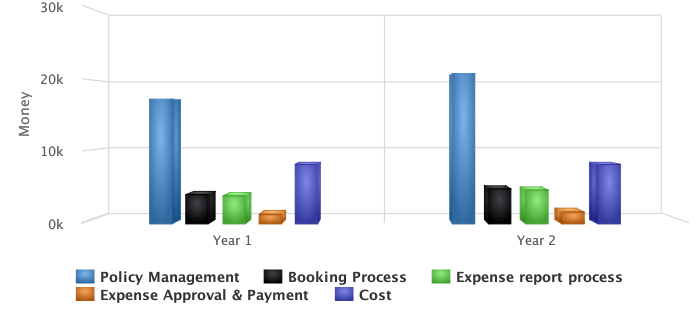 30k
20k
10k
0k
Money
Year 1
Year 2
Policy Management
Booking Process
Expense report process
Expense Approval & Payment
Cost